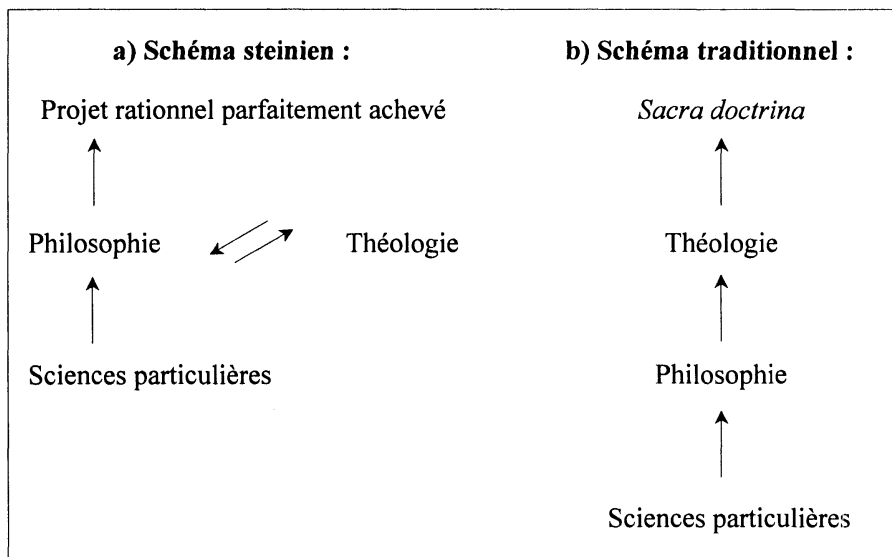 a) Schéma steinien :
Projet rationnel parfaitement achevé
Philosophie
Théologie
Sciences particulières
b) Schéma traditionnel :
Sacra doctrina
Théologie
Philosophie
Sciences particulières